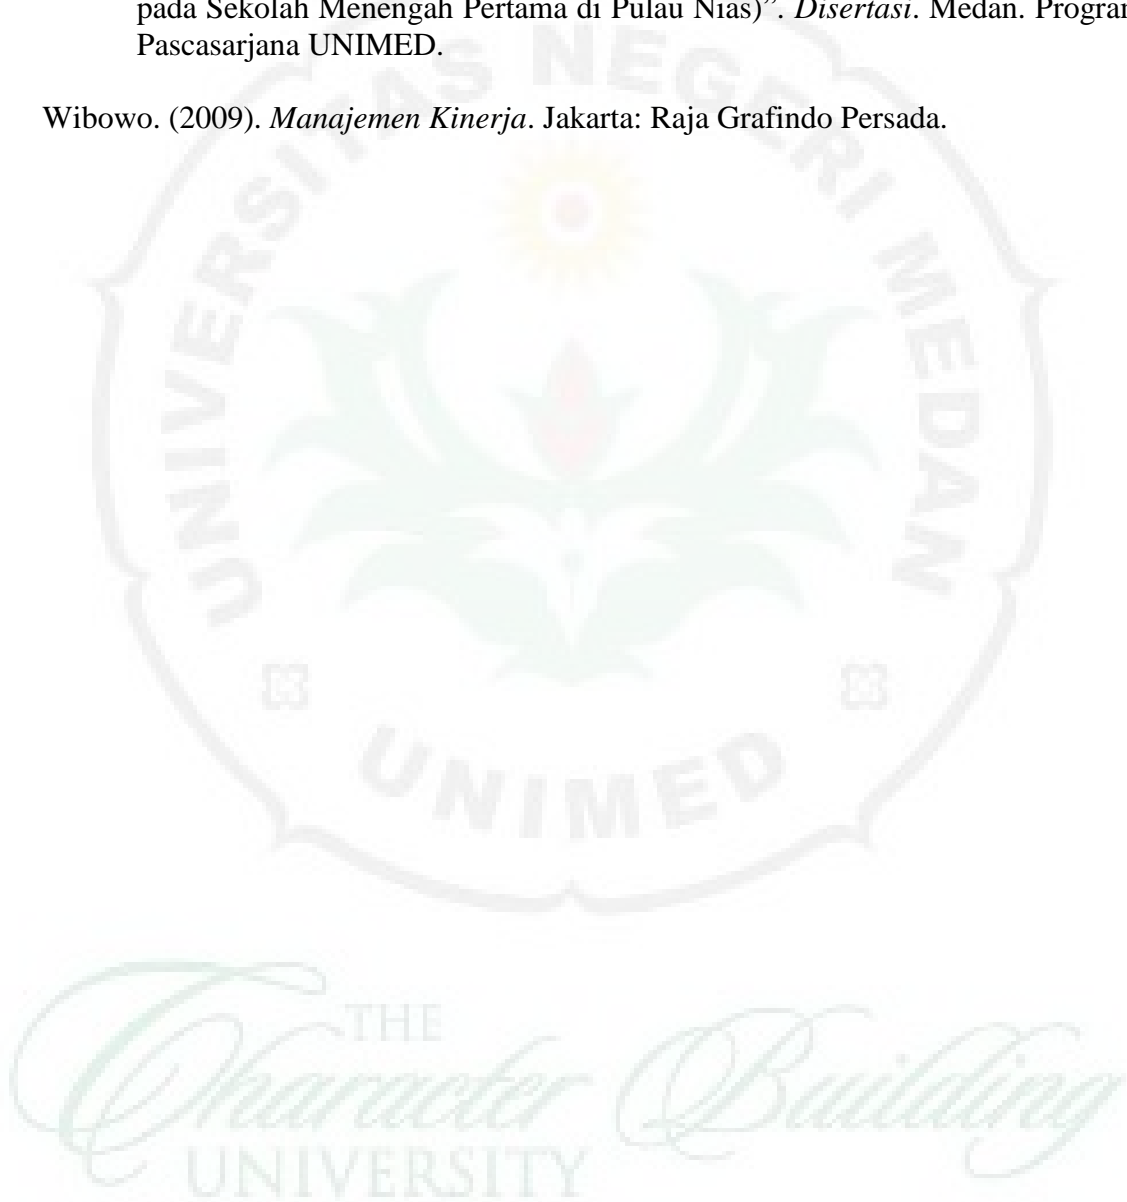 pada Sekolah Menengah Pertama di Pulau Nias)”. Disertasi. Medan. Program
Pascasarjana UNIMED.
Wibowo. (2009). Manajemen Kinerja. Jakarta: Raja Grafindo Persada.
UNIVERSITAS NEGERI MEDAN
UNIMED
THE
Character Building
UNIVERSITY